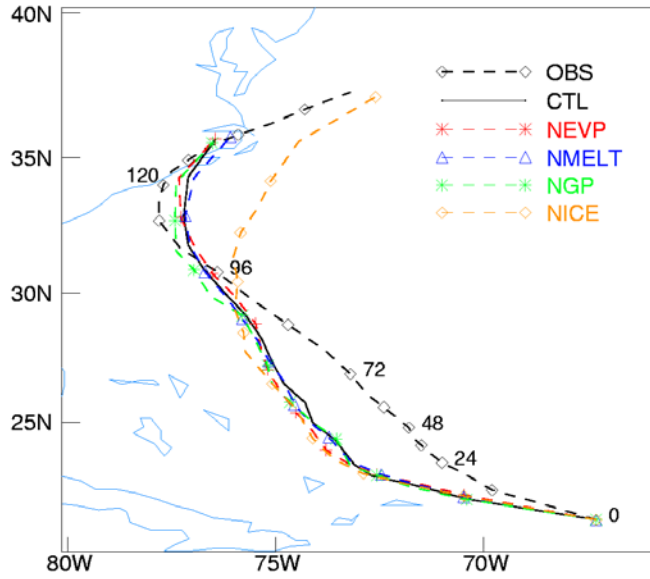 40N
OBS
CTL
NEVP
35N
120
NMELT
NGP
NICE
96
30N
72
25N
48
24
0
80W 75W 70W